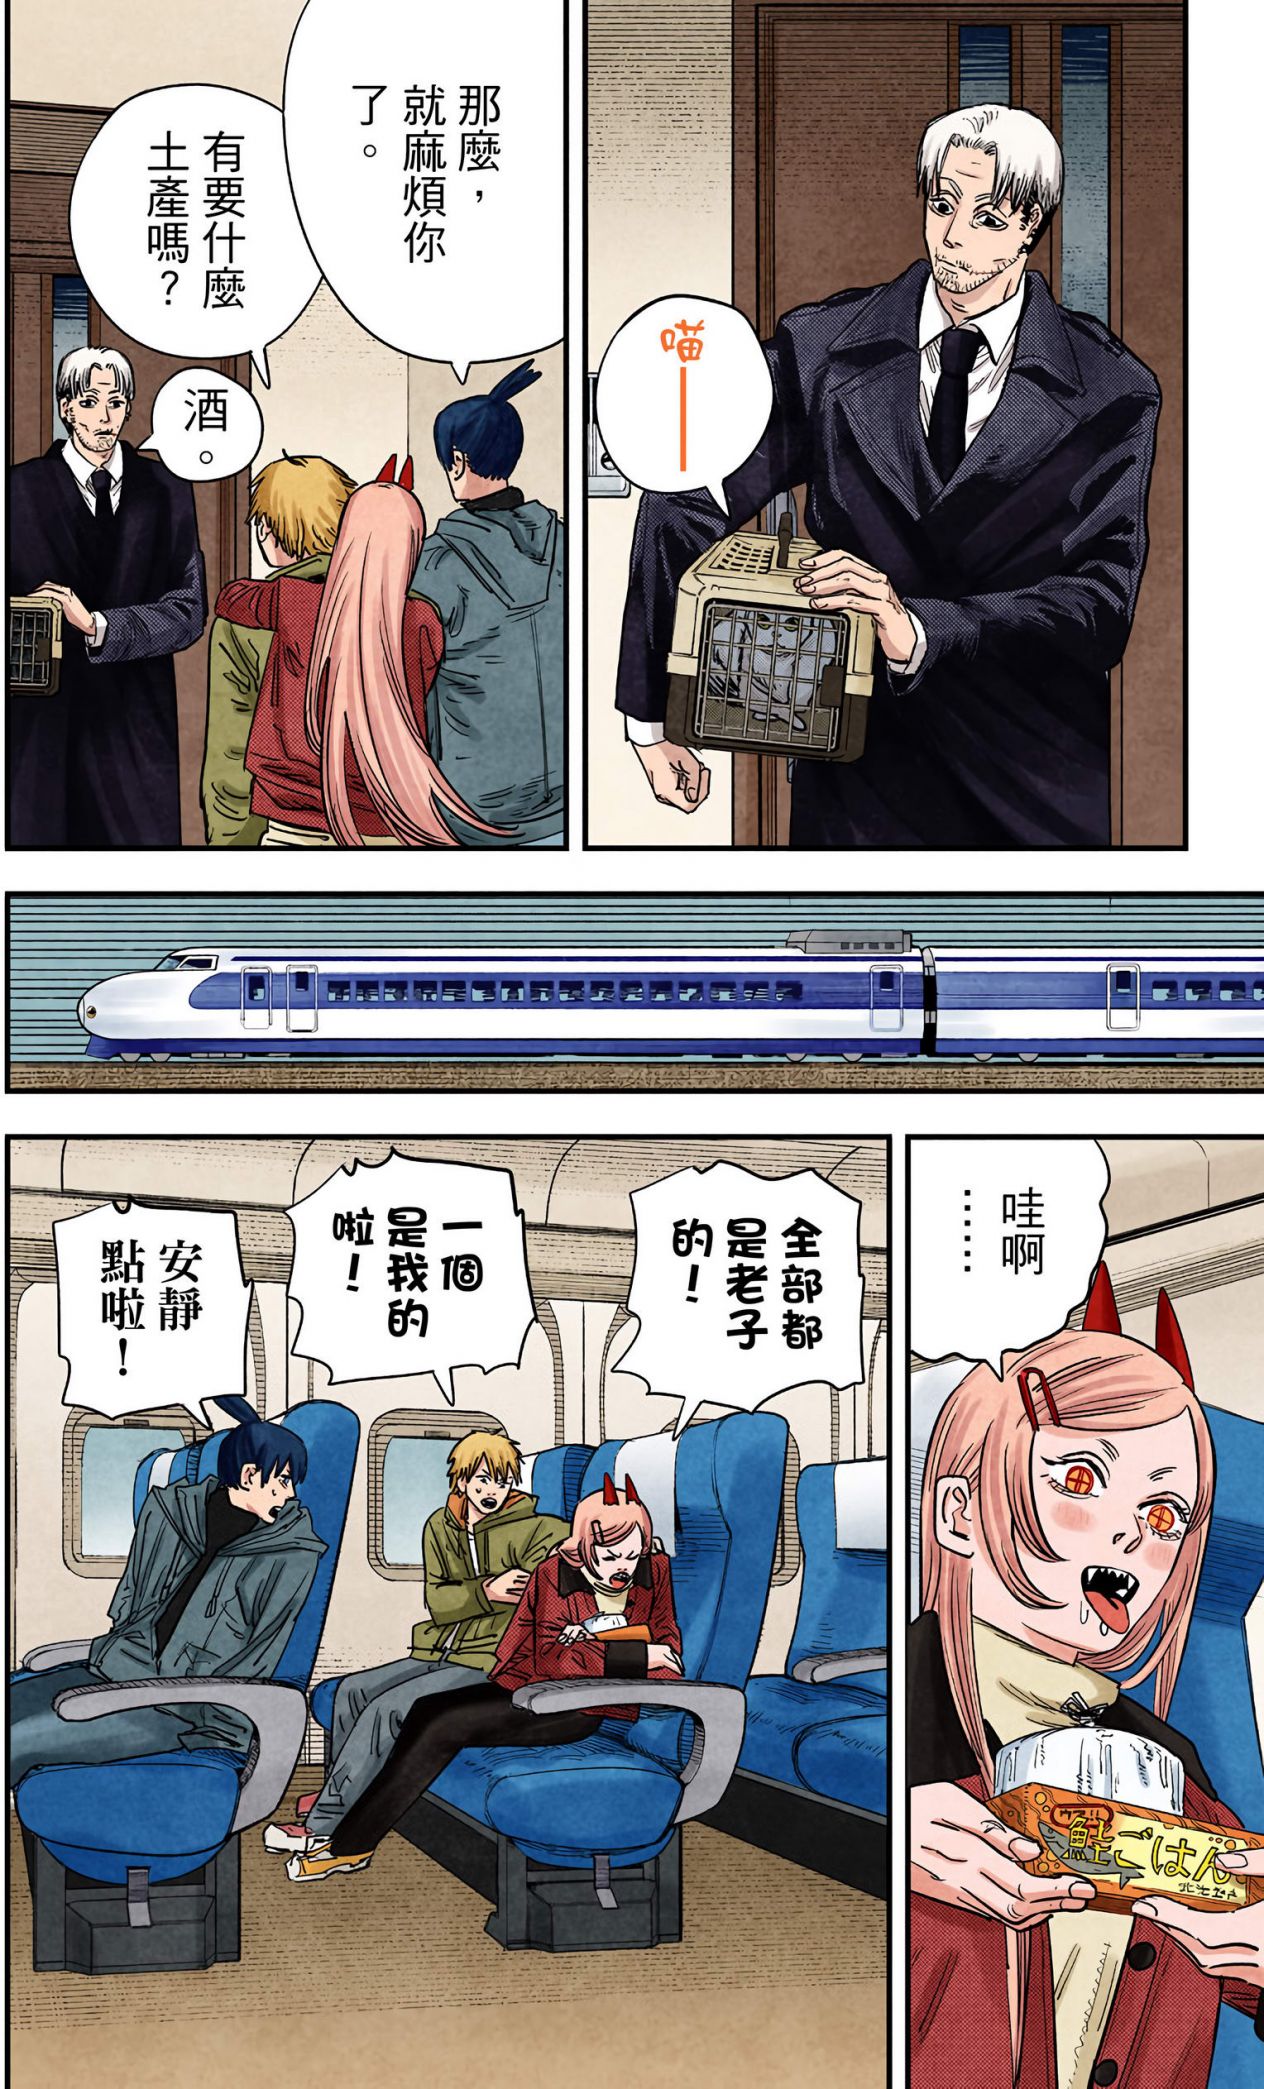 喵──
那麼，
就麻煩你
了。
有要什麼
土產嗎？
酒。
哇啊
……
鮭ごはん
全部都
是老子
的！
一個
是我的
啦！
安靜
點啦！